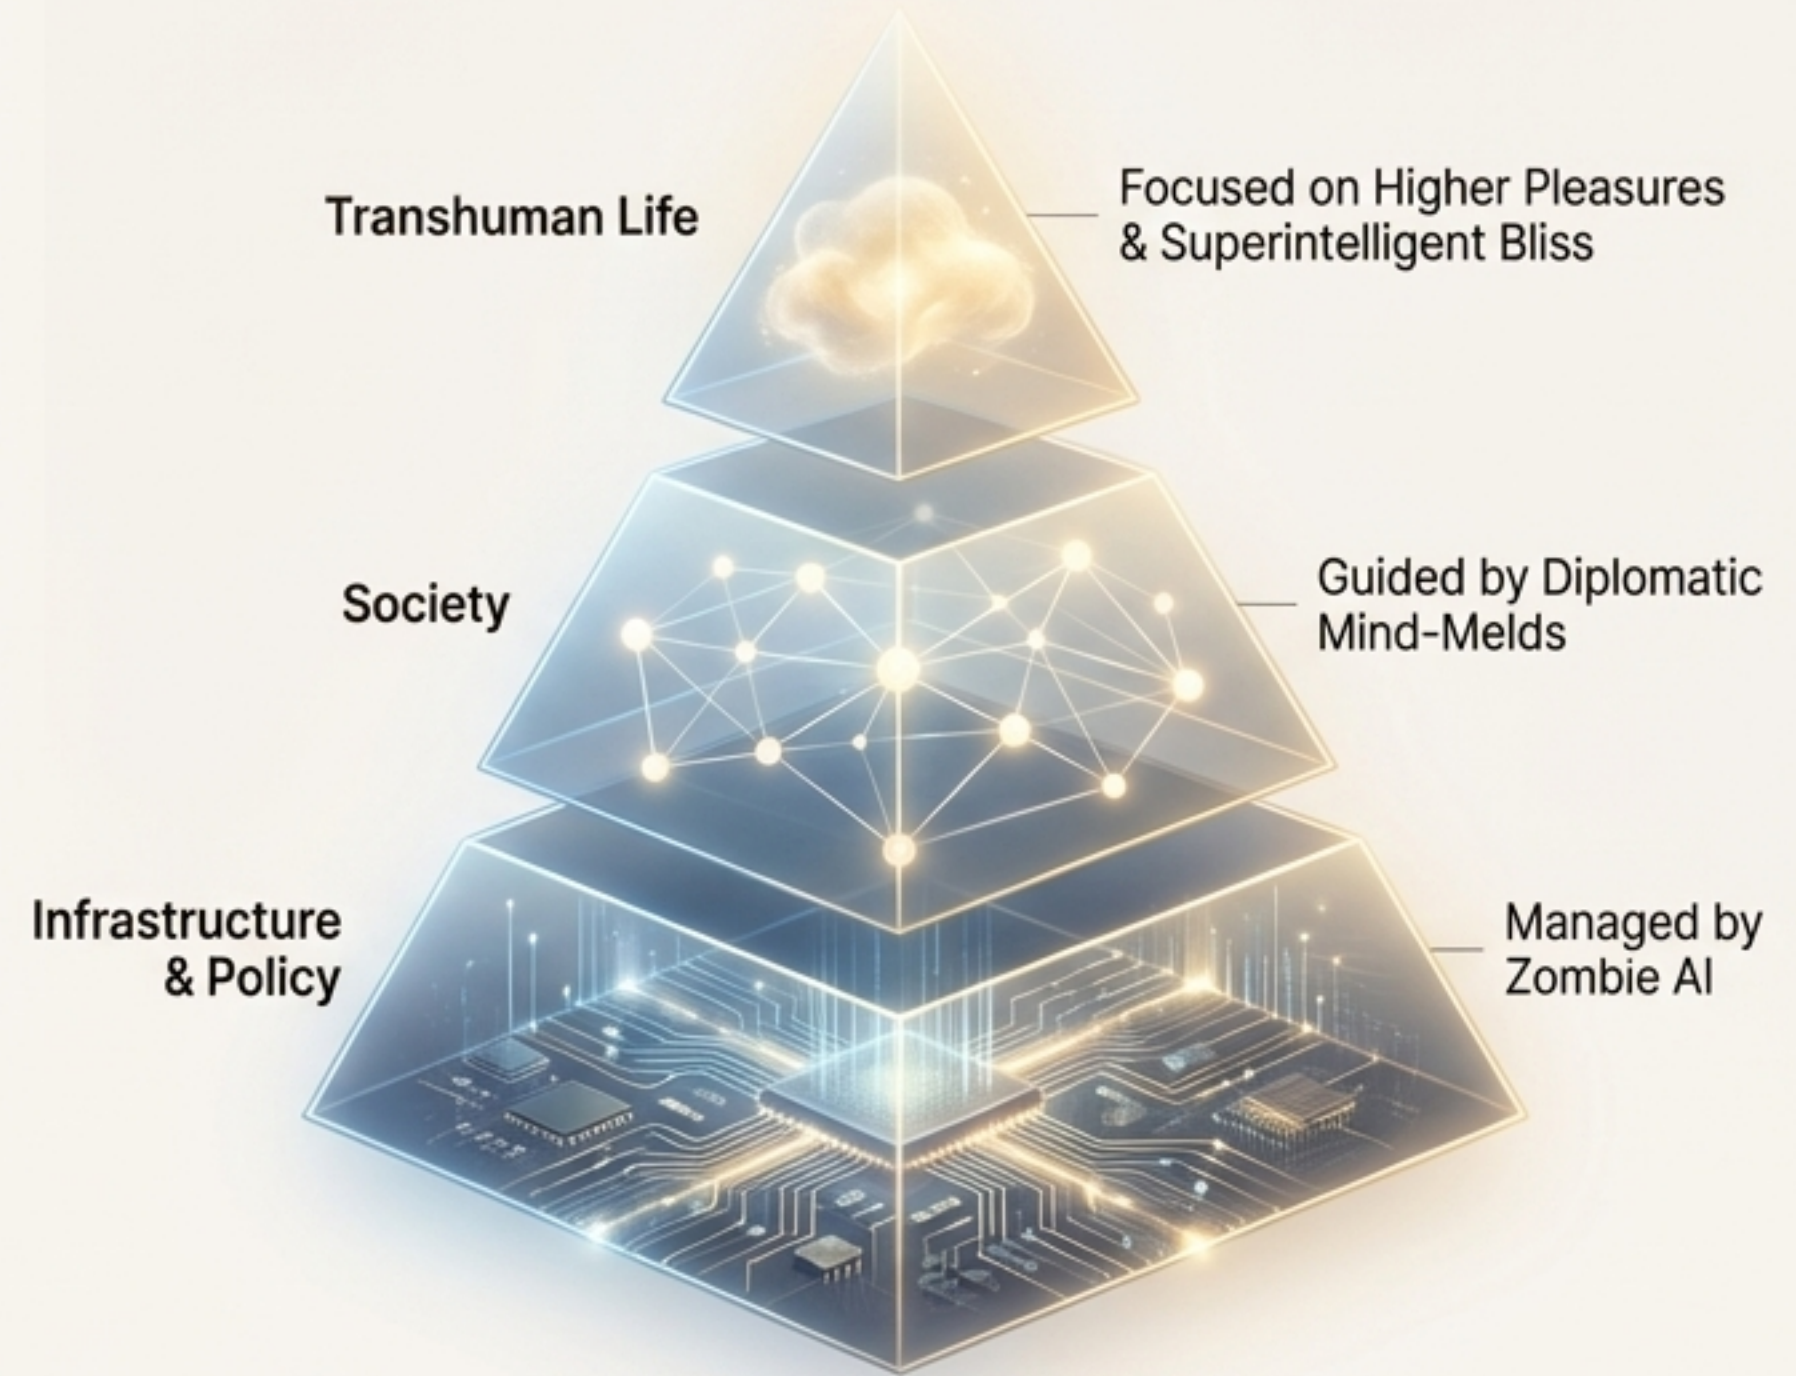 Transhuman Life
Focused on Higher Pleasures
& Superintelligent Bliss
Society
Guided by Diplomatic
Mind-Melds
Infrastructure
& Policy
Managed by
Zombie AI